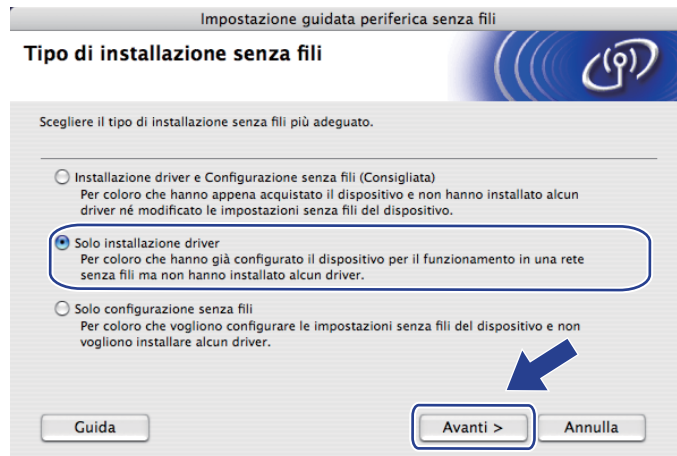 Impostazione guidata periferica senza fili
Tipo di installazione senza fili
Scegliere il tipo di installazione senza fili più adeguato.
Installazione driver e Configurazione senza fili (Consigliata)
Per coloro che hanno appena acquistato il dispositivo e non hanno installato alcun
driver né modificato le impostazioni senza fili del dispositivo.
Solo installazione driver
Per coloro che hanno già configurato il dispositivo per il funzionamento in una rete
senza fili ma non hanno installato alcun driver.
Solo configurazione senza fili
Per coloro che vogliono configurare le impostazioni senza fili del dispositivo e non
vogliono installare alcun driver.
Guida
Avanti >
Annulla